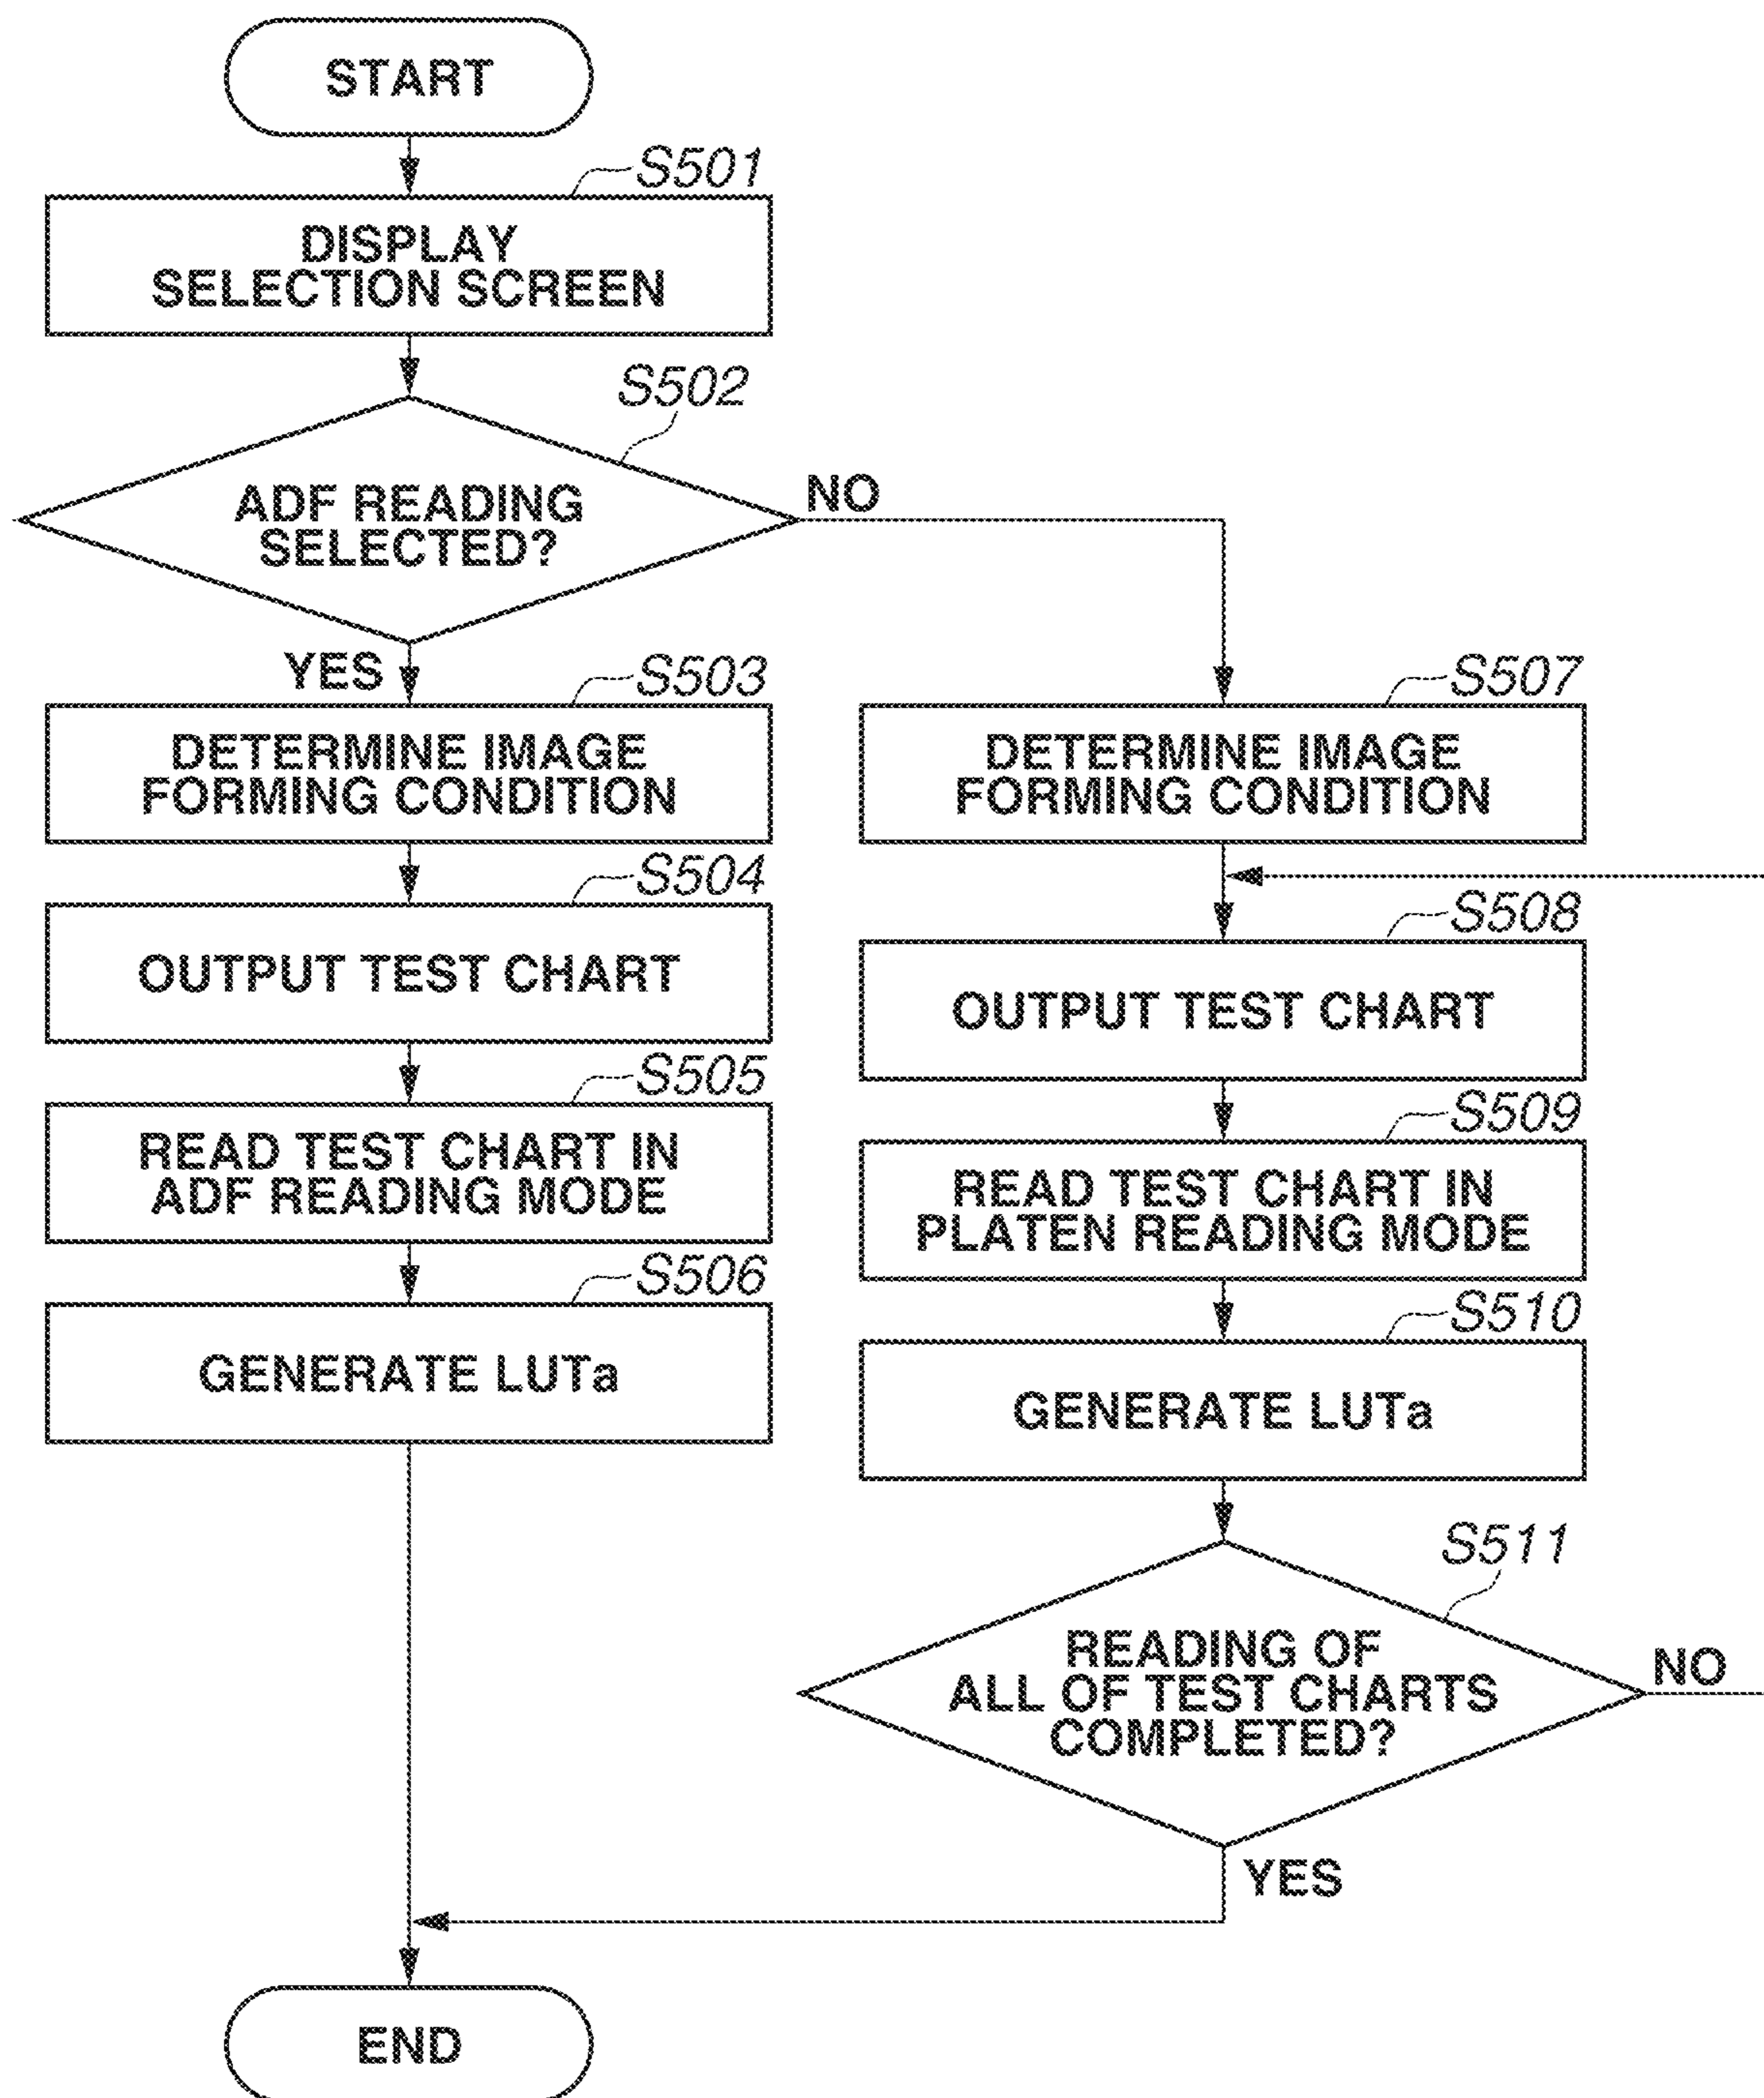 START
S501
DISPLAY
SELECTION SCREEN
S502
ADF READING
SELECTED?
NO
YES
S503
DETERMINE IMAGE
FORMING CONDITION
S504
OUTPUT TEST CHART
S505
READ TEST CHART IN
ADF READING MODE
S506
GENERATE LUTa
S507
DETERMINE IMAGE
FORMING CONDITION
S508
OUTPUT TEST CHART
S509
READ TEST CHART IN
PLATEN READING MODE
S510
GENERATE LUTa
S511
READING OF
ALL OF TEST CHARTS
COMPLETED?
NO
YES
END